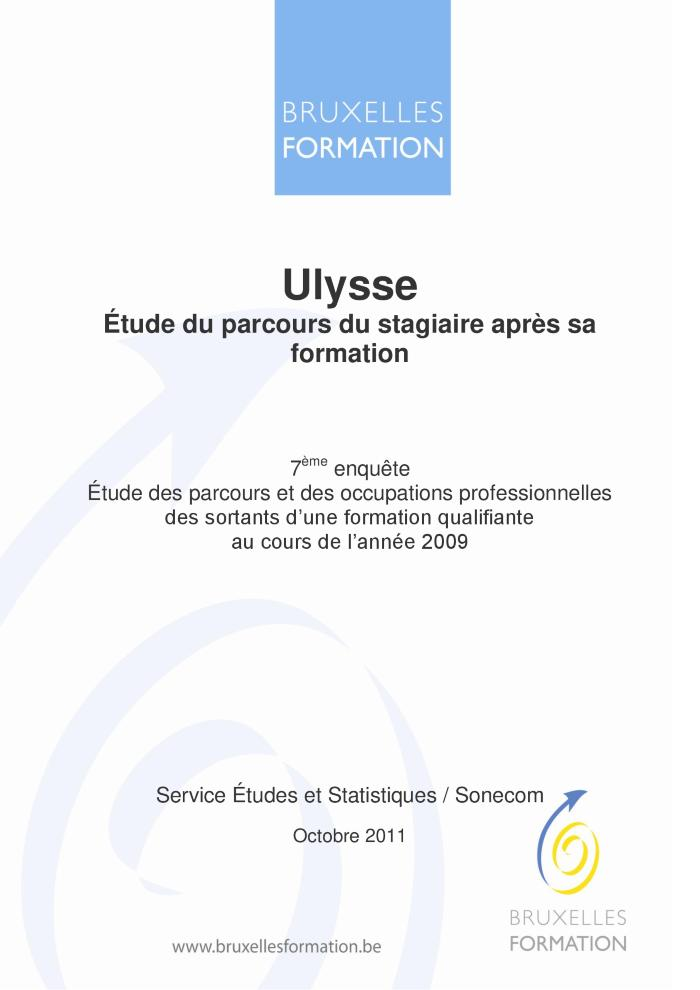 BRUXELLES
FORMATION
Ulysse
Étude du parcours du stagiaire après sa
formation
7ème enquête
Étude des parcours et des occupations professionnelles
des sortants d’une formation qualifiante
au cours de l’année 2009
Service Études et Statistiques / Sonecom
Octobre 2011
BRUXELLES
FORMATION
www.bruxellesformation.be